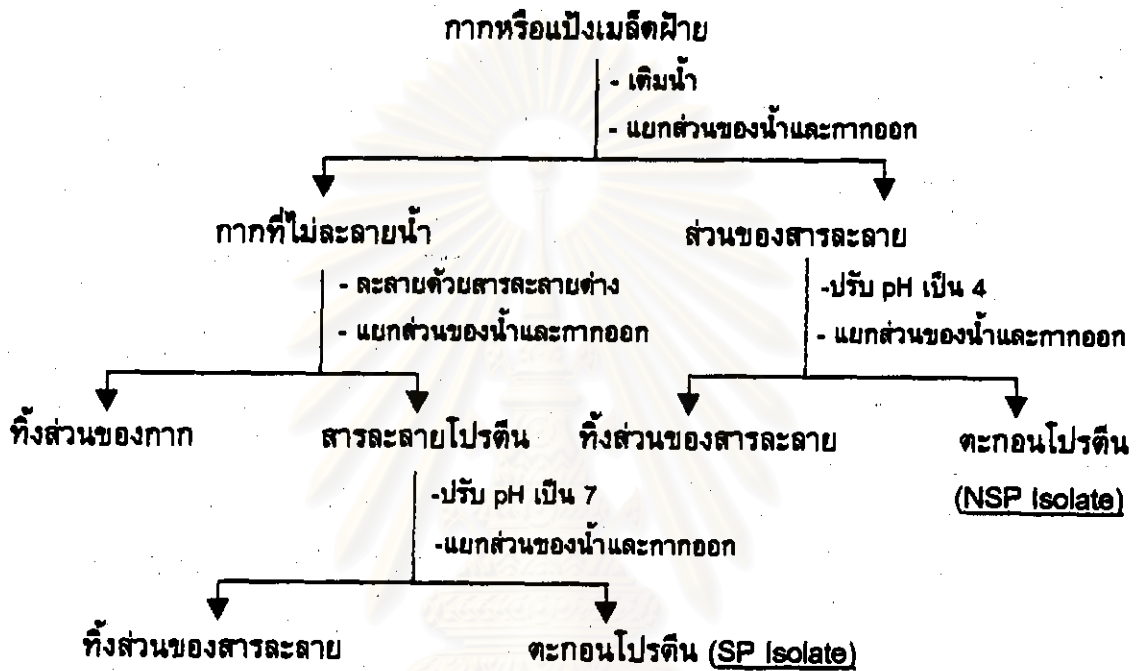 กากหรือแป้งเมล็ดฝ้าย
- เติมน้ำ
- แยกส่วนของน้ำและกากออก
กากที่ไม่ละลายน้ำ
ส่วนของสารละลาย
- ละลายด้วยสารละลายด่าง
- แยกส่วนของน้ำและกากออก
-ปรับ pH เป็น 4
- แยกส่วนของน้ำและกากออก
ทิ้งส่วนของกาก
สารละลายโปรตีน
ทิ้งส่วนของสารละลาย
ตะกอนโปรตีน
(NSP isolate)
-ปรับ pH เป็น 7
-แยกส่วนของน้ำและกากออก
ทิ้งส่วนของสารละลาย
ตะกอนโปรตีน (SP isolate)